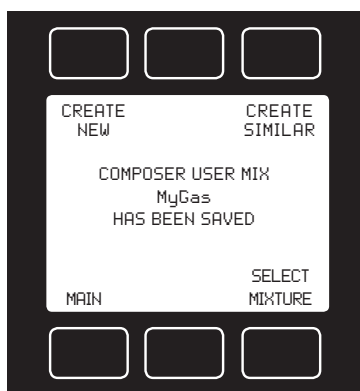 CREATE CREATE
NEW SIMILAR
COMPOSER USER MIX
MyGas
HAS BEEN SAVED
SELECT
MAIN MIXTURE